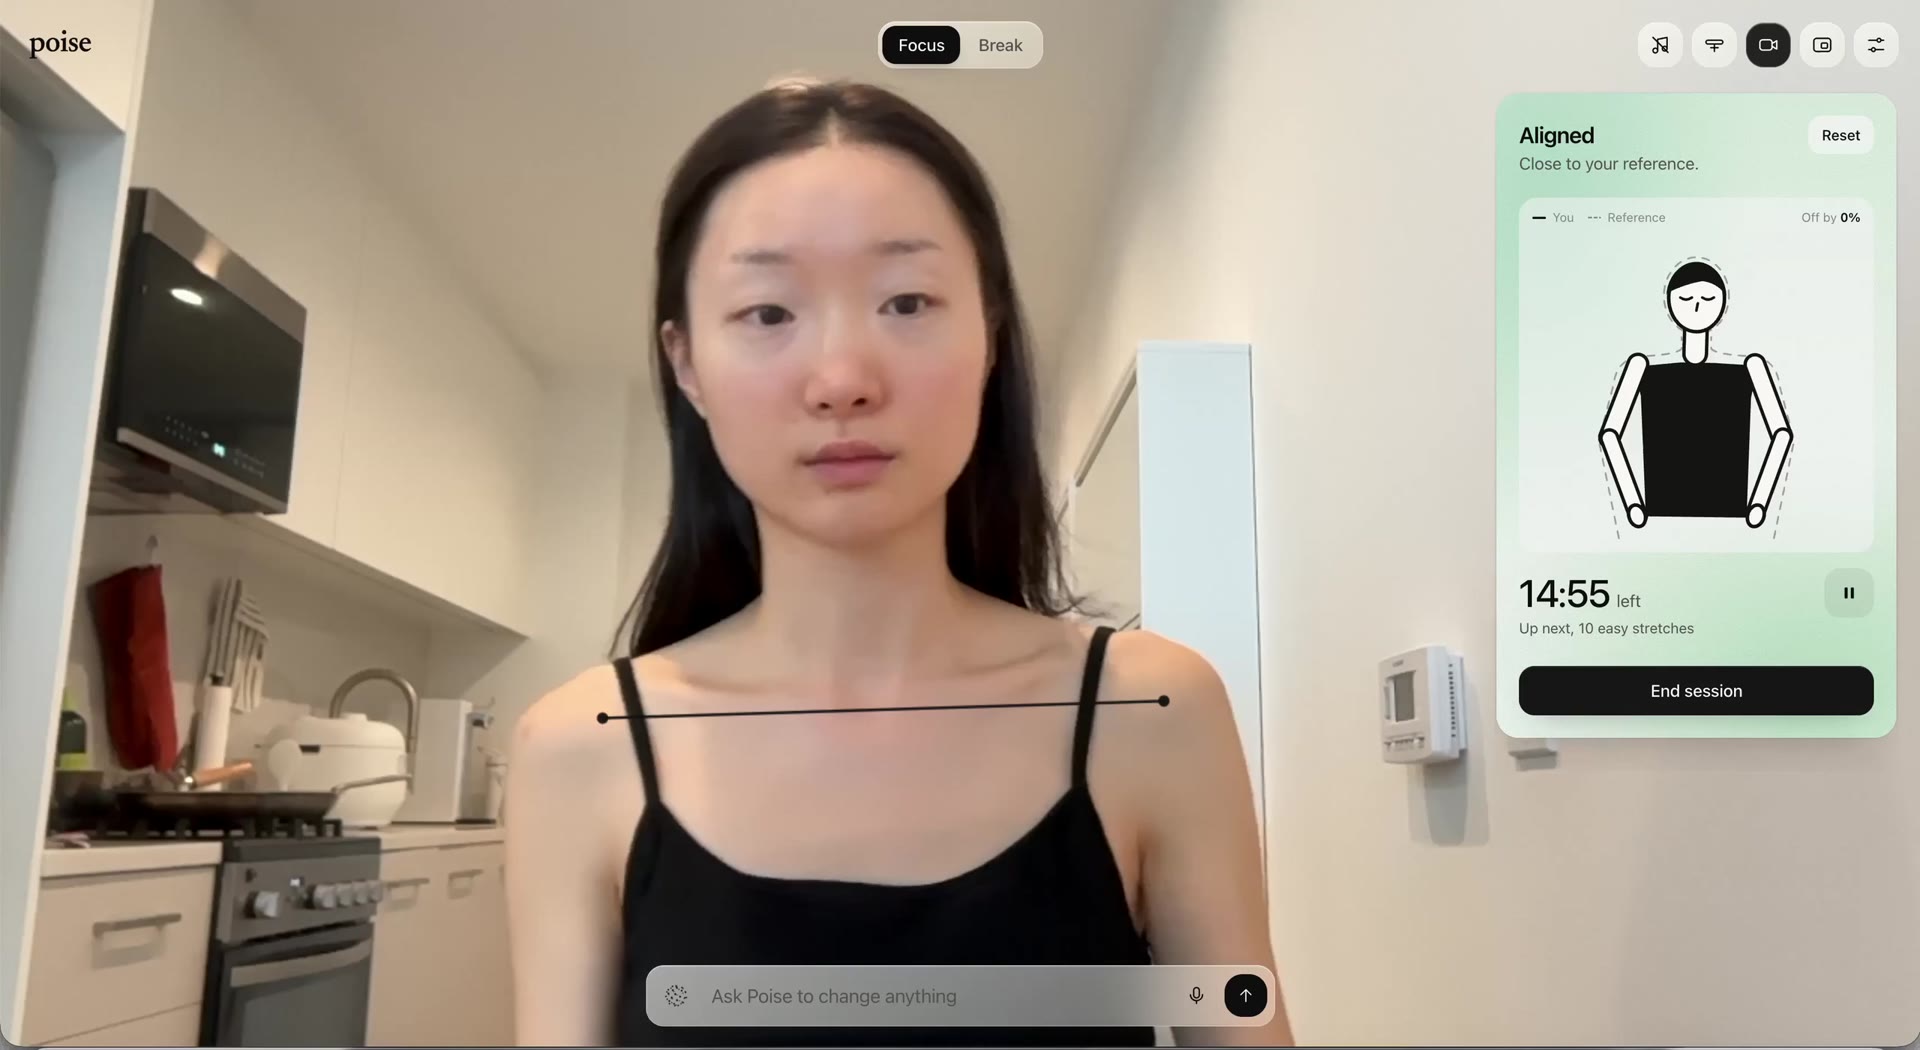 poise
Focus
Break
Aligned
Reset
Close to your reference.
You
Reference
Off by 0%
14:55 left
Up next, 10 easy stretches
End session
Ask Poise to change anything